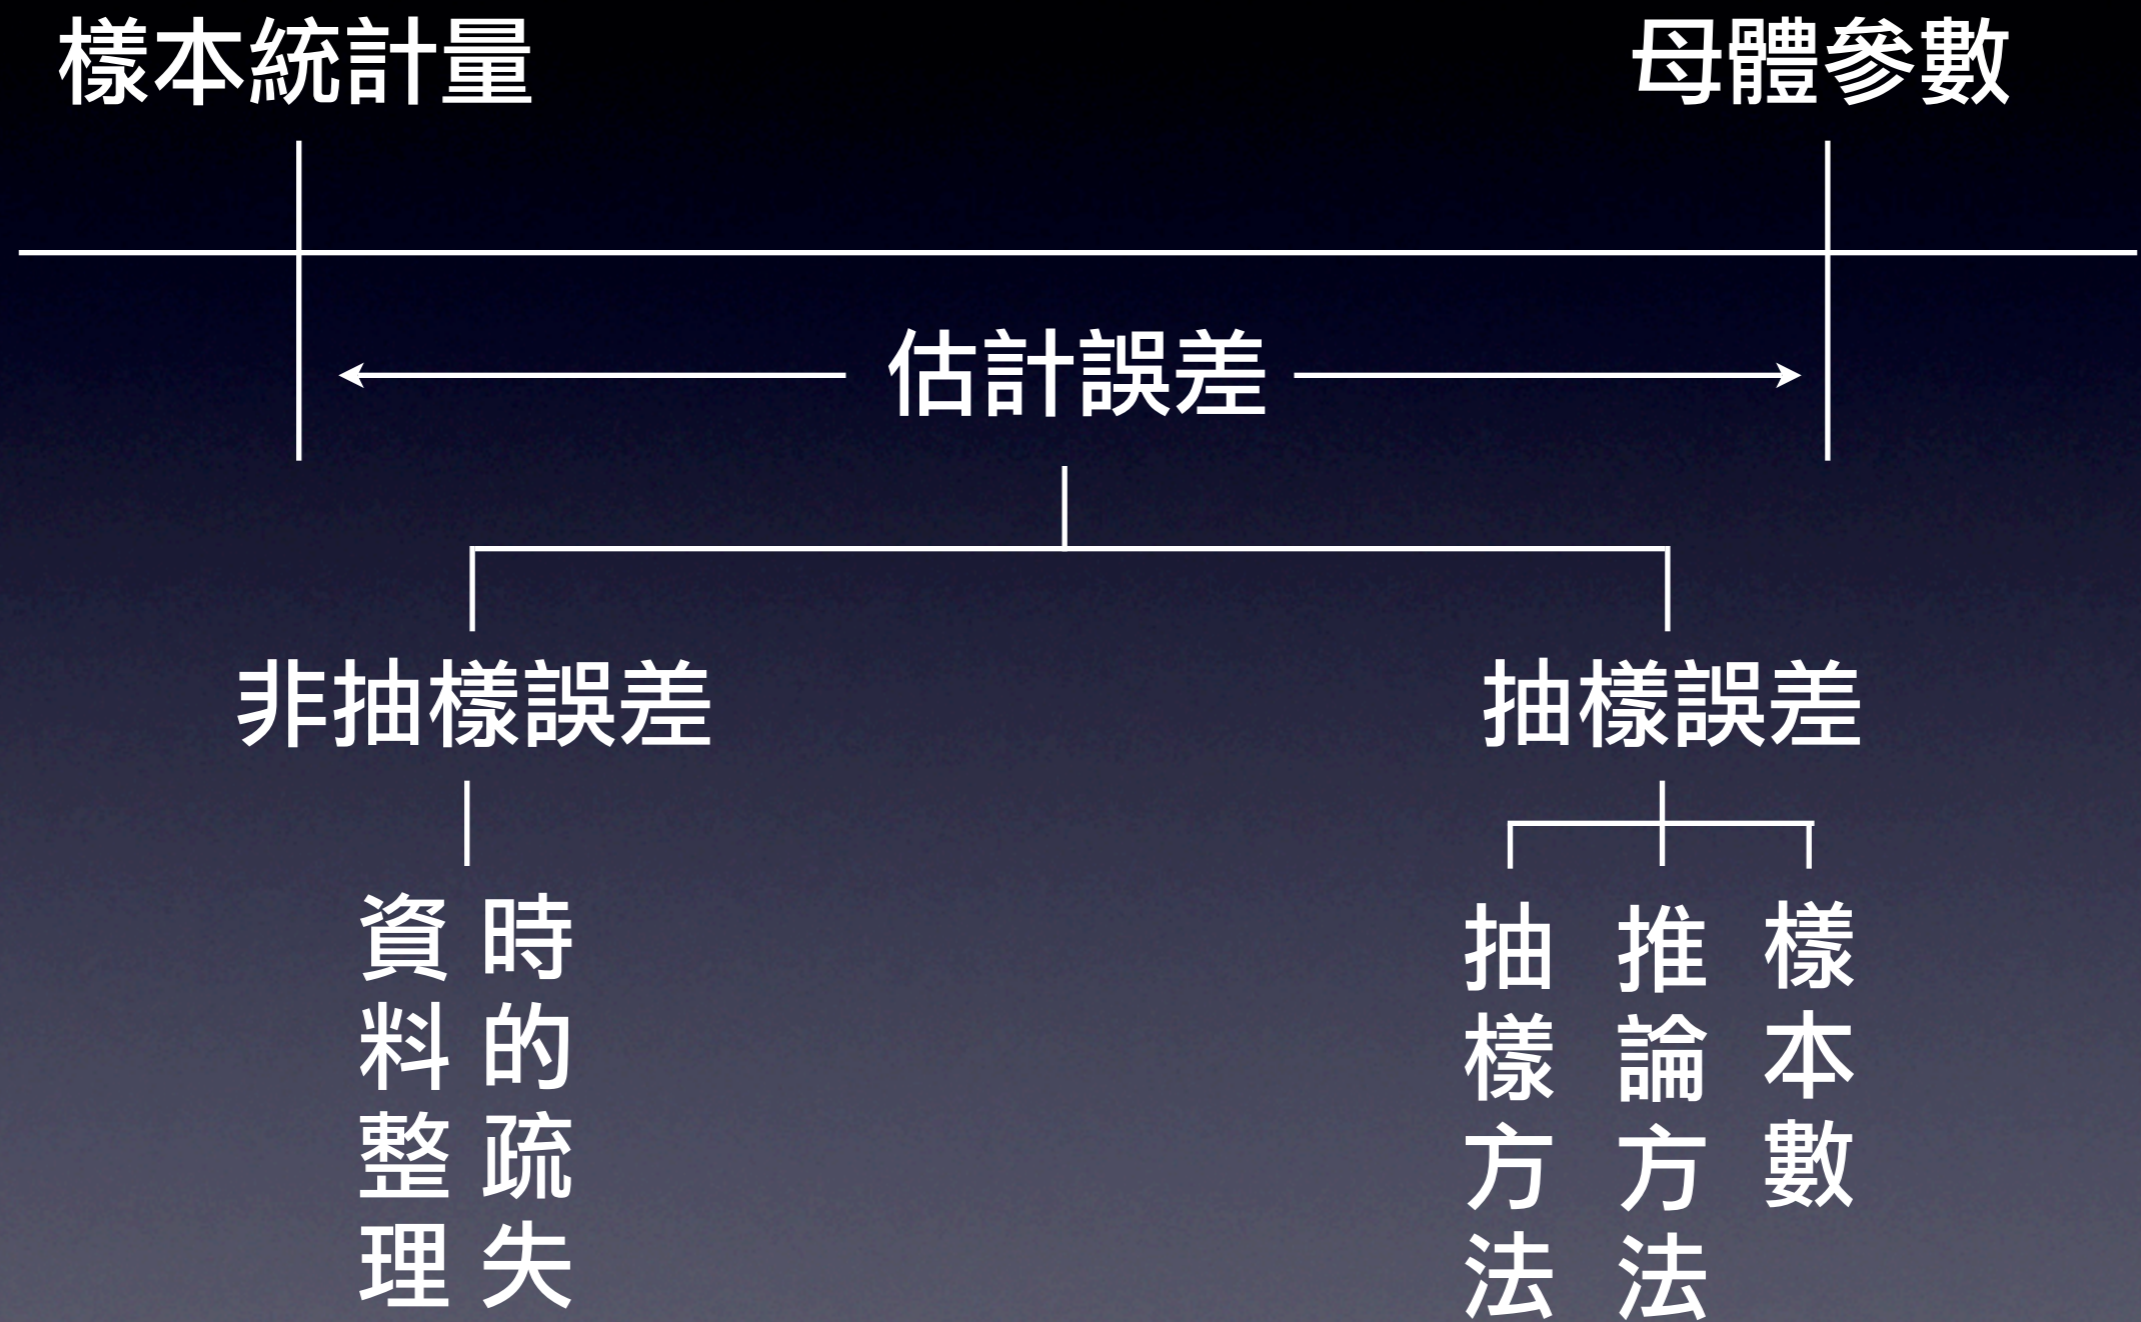 樣本統計量
母體參數
估計誤差
非抽樣誤差
抽樣誤差
資料整理
時的疏失
抽樣方法
推論方法
樣本數